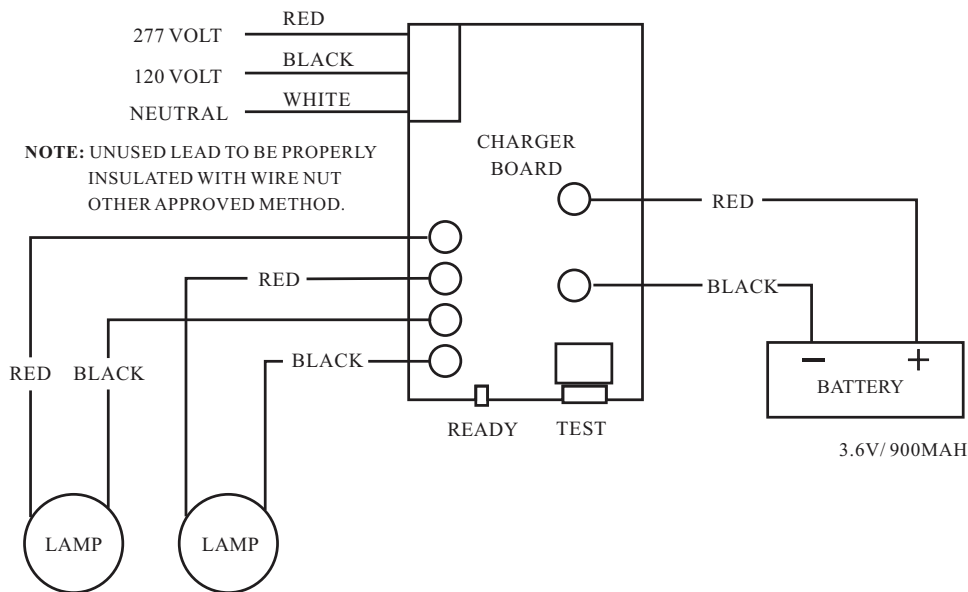 RED
277 VOLT
BLACK
120 VOLT
WHITE
NEUTRAL
NOTE: UNUSED LEAD TO BE PROPERLY
INSULATED WITH WIRE NUT
OTHER APPROVED METHOD.
CHARGER
BOARD
RED
RED
BLACK
BLACK
RED BLACK
– +
BATTERY
READY TEST
3.6V/ 900MAH
LAMP LAMP